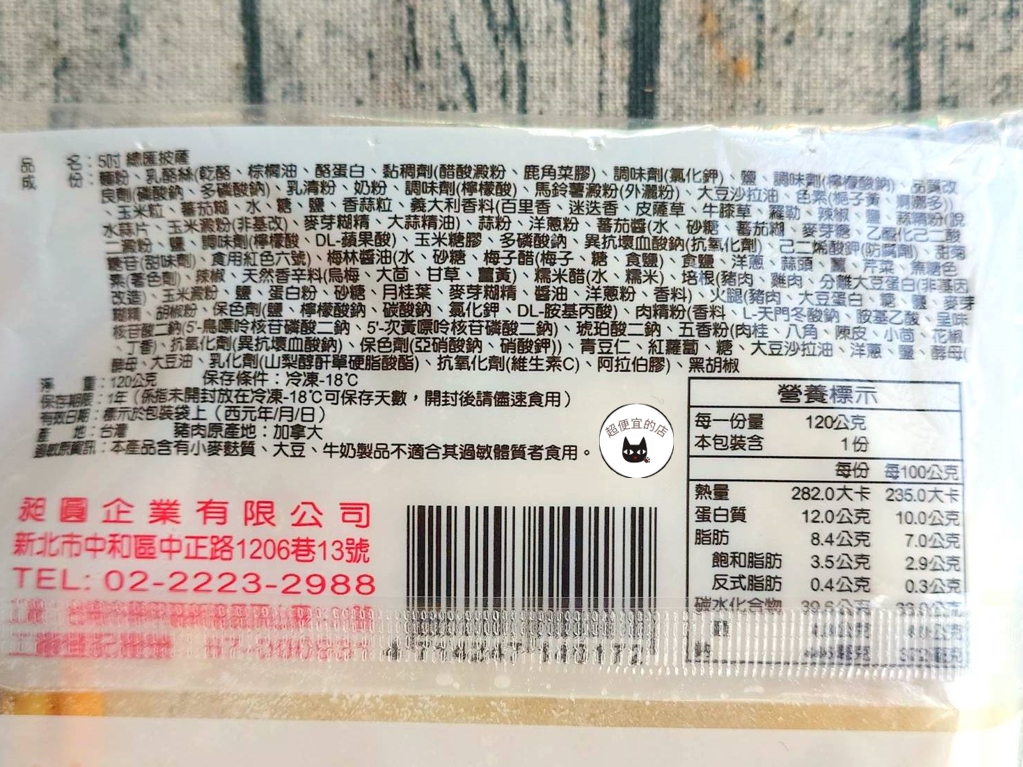 品　　名：5吋 總匯披薩
成　　份：麵粉、乳酪絲(乾酪、棕櫚油、酪蛋白、黏稠劑(醋酸澱粉、鹿角菜膠)、調味劑(氯化鉀)、鹽、調味劑(檸檬酸鈉)、品質改
良劑(磷酸鈉、多磷酸鈉)、乳清粉、奶粉、調味劑(檸檬酸)、馬鈴薯澱粉(外灑粉)、大豆沙拉油、色素(梔子黃、
、玉米粒、蕃茄糊、水、糖、鹽、香蒜粒、義大利香料(百里香、迷迭香、皮薩草、牛膝草、羅勒、辣椒、鹽、蒜精粉(脫
水蒜片、玉米澱粉(非基改)、麥芽糊精、大蒜精油)、蒜粉、洋蔥粉、蕃茄醬(水、砂糖、蕃茄糊、麥芽糖、乙醯化己二酸
二澱粉、鹽、調味劑(檸檬酸、DL-蘋果酸)、玉米糖膠、多磷酸鈉、異抗壞血酸鈉(抗氧化劑)、己二烯酸鉀(防腐劑)、甜菊
醣苷(甜味劑)、食用紅色六號)、梅林醬油(水、砂糖、梅子醋(梅子、糖、食鹽)、食鹽、洋蔥、蒜頭、薑、芹菜、焦糖色
素(著色劑)、辣椒、天然香辛料(烏梅、大茴、甘草、薑黃)、糯米醋(水、糯米)、培根(豬肉、雞肉、分離大豆蛋白(非基因
改造)、玉米澱粉、鹽、蛋白粉、砂糖、月桂葉、麥芽糊精、醬油、洋蔥粉、香料)、火腿(豬肉、大豆蛋白、糖、鹽、麥芽
糊精、胡椒粉、保色劑(鹽、檸檬酸鈉、碳酸鈉、氯化鉀、DL-胺基丙酸)、肉精粉(香料、L-天門冬酸鈉、胺基乙酸、呈味
核苷酸二鈉(5'-鳥嘌呤核苷磷酸二鈉、5'-次黃嘌呤核苷磷酸二鈉)、琥珀酸二鈉、五香粉(肉桂、八角、陳皮、小茴、花椒、
丁香)、抗氧化劑(異抗壞血酸鈉)、保色劑(亞硝酸鈉、硝酸鉀))、青豆仁、紅蘿蔔、糖、大豆沙拉油、洋蔥、鹽、酵母(
酵母、大豆油、乳化劑(山梨醇酐單硬脂酸酯)、抗氧化劑(維生素C)、阿拉伯膠)、黑胡椒
淨　　重：120公克　　保存條件：冷凍-18℃
保存期限：1年 (係指未開封放在冷凍-18℃可保存天數，開封後請儘速食用)
有效日期：標示於包裝袋上 (西元年/月/日)
產　　地：台灣　　豬肉原產地：加拿大
過敏原資訊：本產品含有小麥麩質、大豆、牛奶製品不適合其過敏體質者食用。
超便宜的店
昶圓企業有限公司
新北市中和區中正路1206巷13號
TEL: 02-2223-2988
營養標示
每一份量 120公克
本包裝含 1份
每份 每100公克
熱量 282.0大卡 235.0大卡
蛋白質 12.0公克 10.0公克
脂肪 8.4公克 7.0公克
飽和脂肪 3.5公克 2.9公克
反式脂肪 0.4公克 0.3公克
碳水化合物 39.6公克 33.0公克